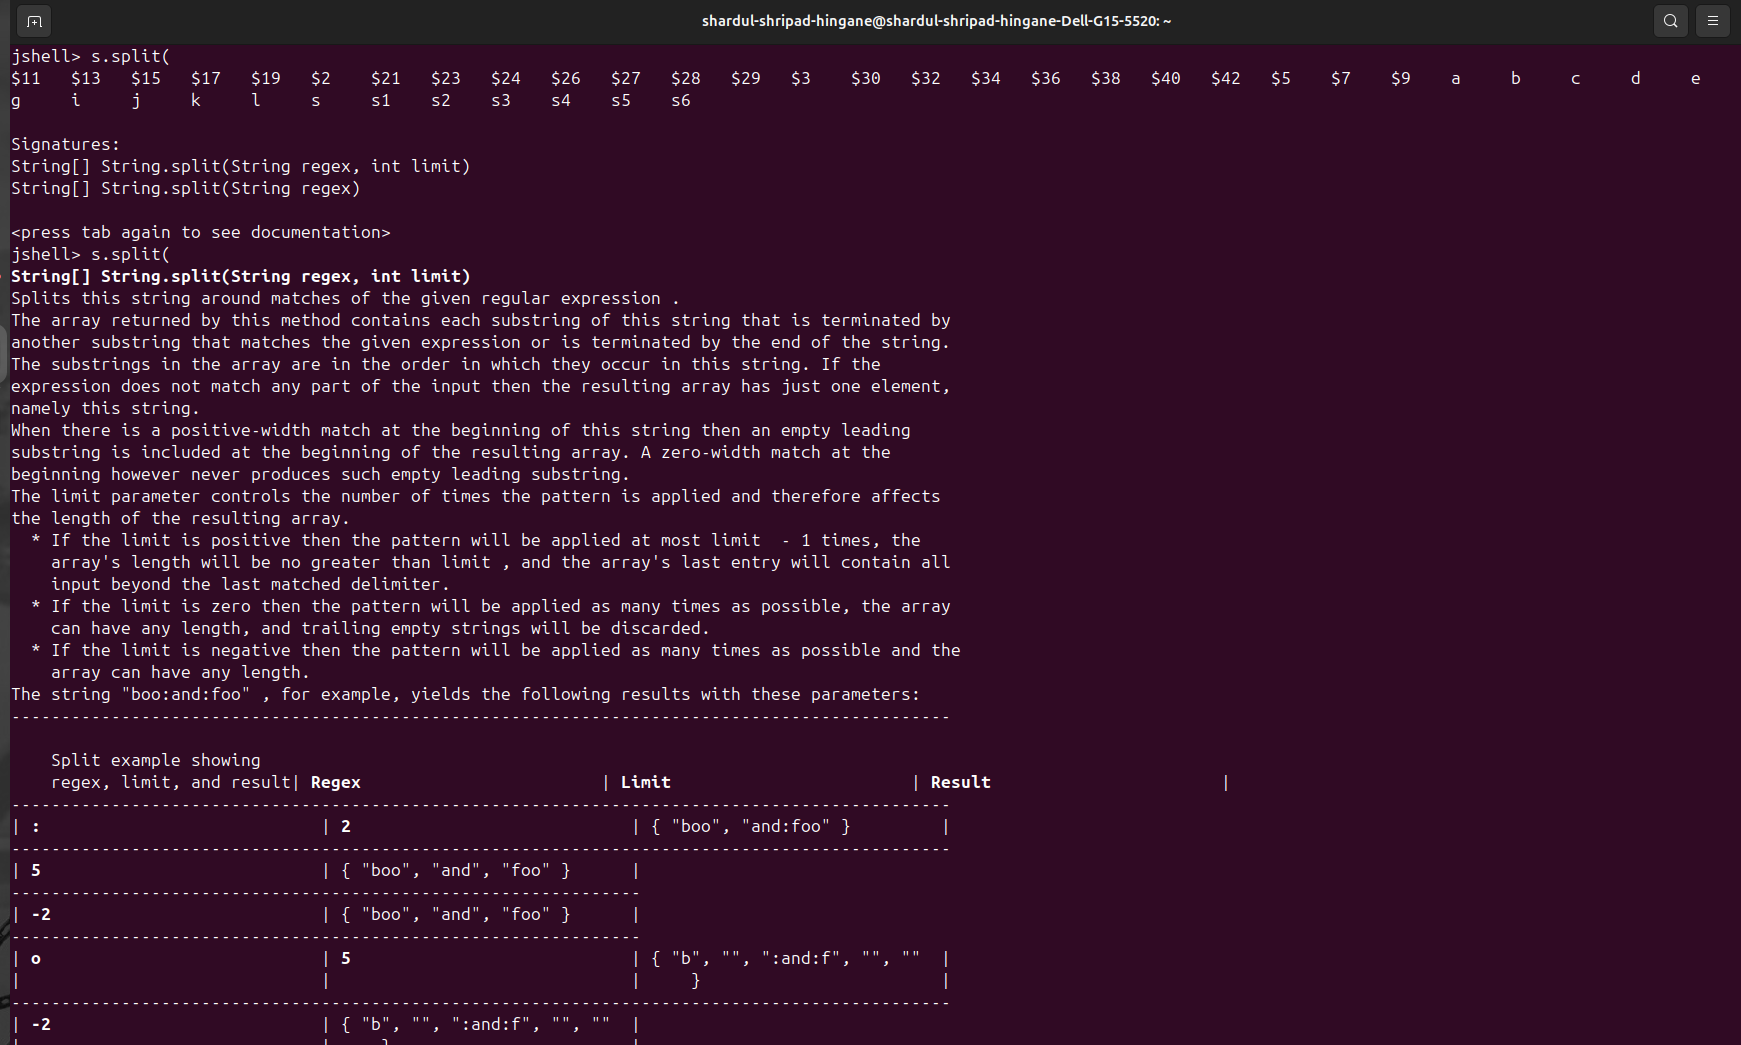 shardul-shripad-hingane@shardul-shripad-hingane-Dell-G15-5520: ~
jshell> s.split(
$11   $13   $15   $17   $19   $2    $21   $23   $24   $26   $27   $28   $29   $3    $30   $32   $34   $36   $38   $40   $42   $5    $7    $9    a     b     c     d     e
g     i     j     k     l     s     s1    s2    s3    s4    s5    s6
Signatures:
String[] String.split(String regex, int limit)
String[] String.split(String regex)
<press tab again to see documentation>
jshell> s.split(
String[] String.split(String regex, int limit)
Splits this string around matches of the given regular expression .
The array returned by this method contains each substring of this string that is terminated by
another substring that matches the given expression or is terminated by the end of the string.
The substrings in the array are in the order in which they occur in this string. If the
expression does not match any part of the input then the resulting array has just one element,
namely this string.
When there is a positive-width match at the beginning of this string then an empty leading
substring is included at the beginning of the resulting array. A zero-width match at the
beginning however never produces such empty leading substring.
The limit parameter controls the number of times the pattern is applied and therefore affects
the length of the resulting array.
  * If the limit is positive then the pattern will be applied at most limit  - 1 times, the
    array's length will be no greater than limit , and the array's last entry will contain all
    input beyond the last matched delimiter.
  * If the limit is zero then the pattern will be applied as many times as possible, the array
    can have any length, and trailing empty strings will be discarded.
  * If the limit is negative then the pattern will be applied as many times as possible and the
    array can have any length.
The string "boo:and:foo" , for example, yields the following results with these parameters:
----------------------------------------------------------------------------------------------
    Split example showing
    regex, limit, and result| Regex                        | Limit                        | Result                       |
----------------------------------------------------------------------------------------------
| :                            | 2                            | { "boo", "and:foo" }         |
----------------------------------------------------------------------------------------------
| 5                            | { "boo", "and", "foo" }      |
---------------------------------------------------------------
| -2                           | { "boo", "and", "foo" }      |
---------------------------------------------------------------
| o                            | 5                            | { "b", "", ":and:f", "", ""  |
|                              |                              |     }                        |
----------------------------------------------------------------------------------------------
| -2                           | { "b", "", ":and:f", "", ""  |
|                              |     }                        |